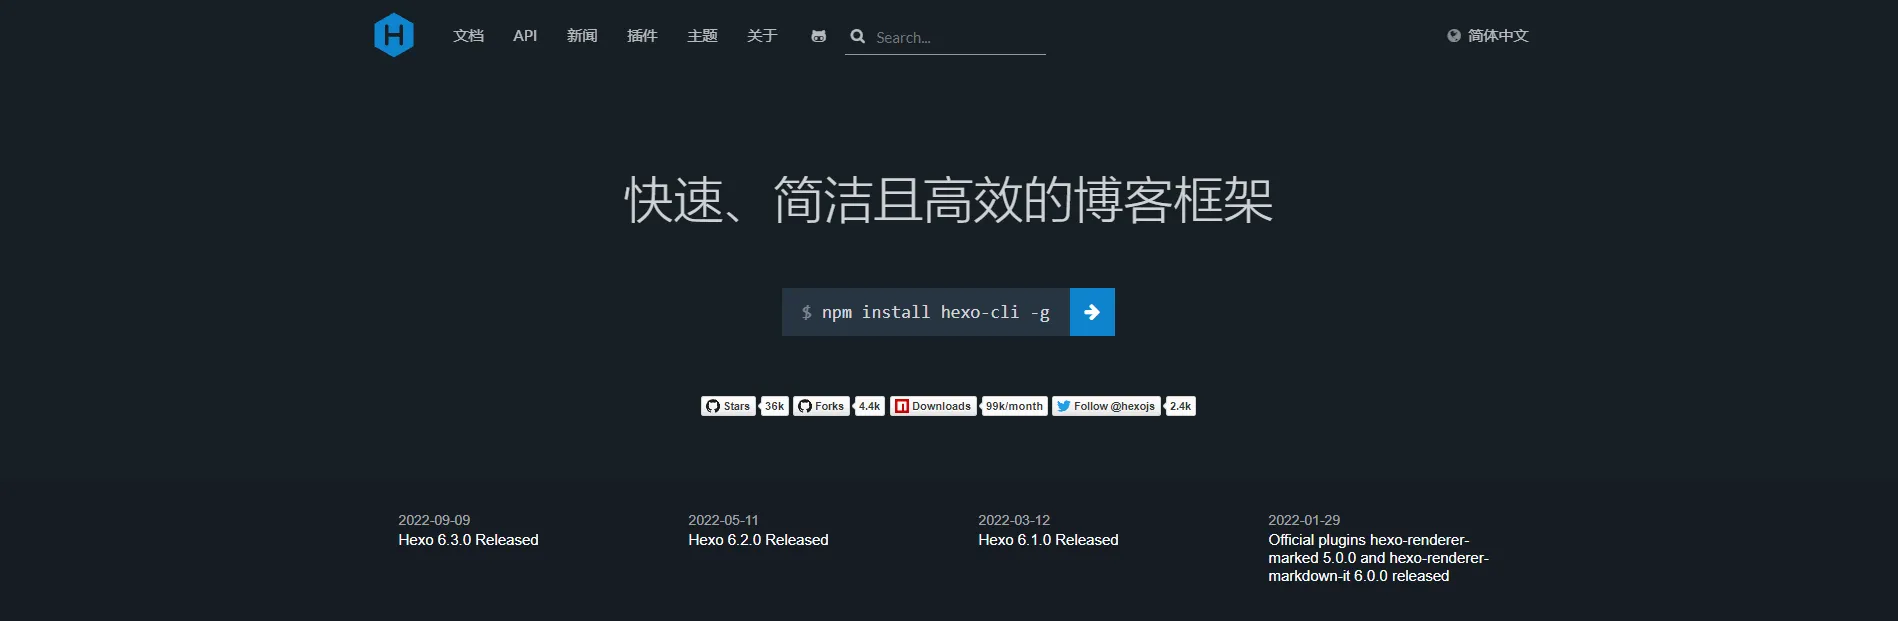 H 文档 API 新闻 插件 主题 关于 Search... 简体中文
快速、简洁且高效的博客框架
$ npm install hexo-cli -g
Stars 36k Forks 4.4k Downloads 99k/month Follow @hexojs 2.4k
2022-09-09
Hexo 6.3.0 Released
2022-05-11
Hexo 6.2.0 Released
2022-03-12
Hexo 6.1.0 Released
2022-01-29
Official plugins hexo-renderer-
marked 5.0.0 and hexo-renderer-
markdown-it 6.0.0 released